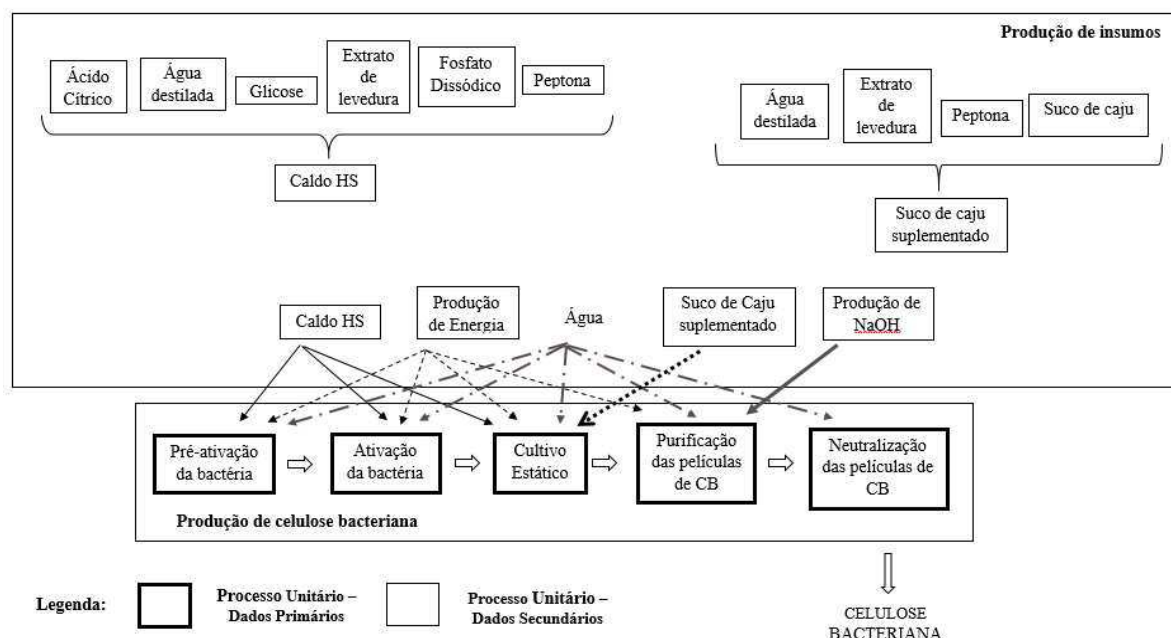 Produção de insumos
Ácido
Cítrico
Água
destilada
Glicose
Extrato
de
levedura
Fosfato
Dissódico
Peptona
Água
destilada
Extrato
de
levedura
Peptona
Suco de caju
Caldo HS
Suco de caju
suplementado
Caldo HS
Produção
de Energia
Água
Suco de Caju
suplementado
Produção de
NaOH
Pré-ativação
da bactéria
Ativação
da bactéria
Cultivo
Estático
Purificação
das películas
de CB
Neutralização
das películas de
CB
Produção de celulose bacteriana
Legenda:
Processo Unitário –
Dados Primários
Processo Unitário –
Dados Secundários
CELULOSE
BACTERIANA